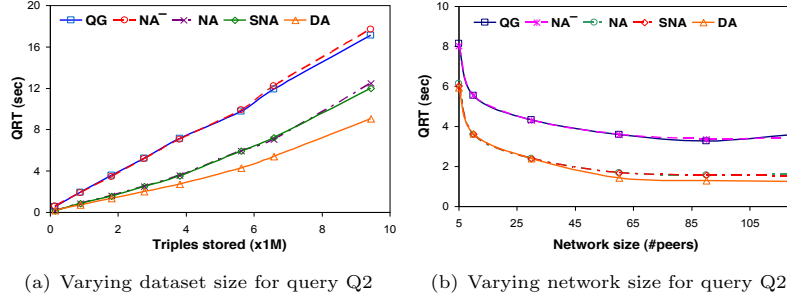 QG NA⁻ NA SNA DA
20
16
12
8
4
0
QRT (sec)
0 2 4 6 8 10
Triples stored (x1M)
(a) Varying dataset size for query Q2
QG NA⁻ NA SNA DA
10
8
6
4
2
0
QRT (sec)
5 25 45 65 85 105
Network size (#peers)
(b) Varying network size for query Q2